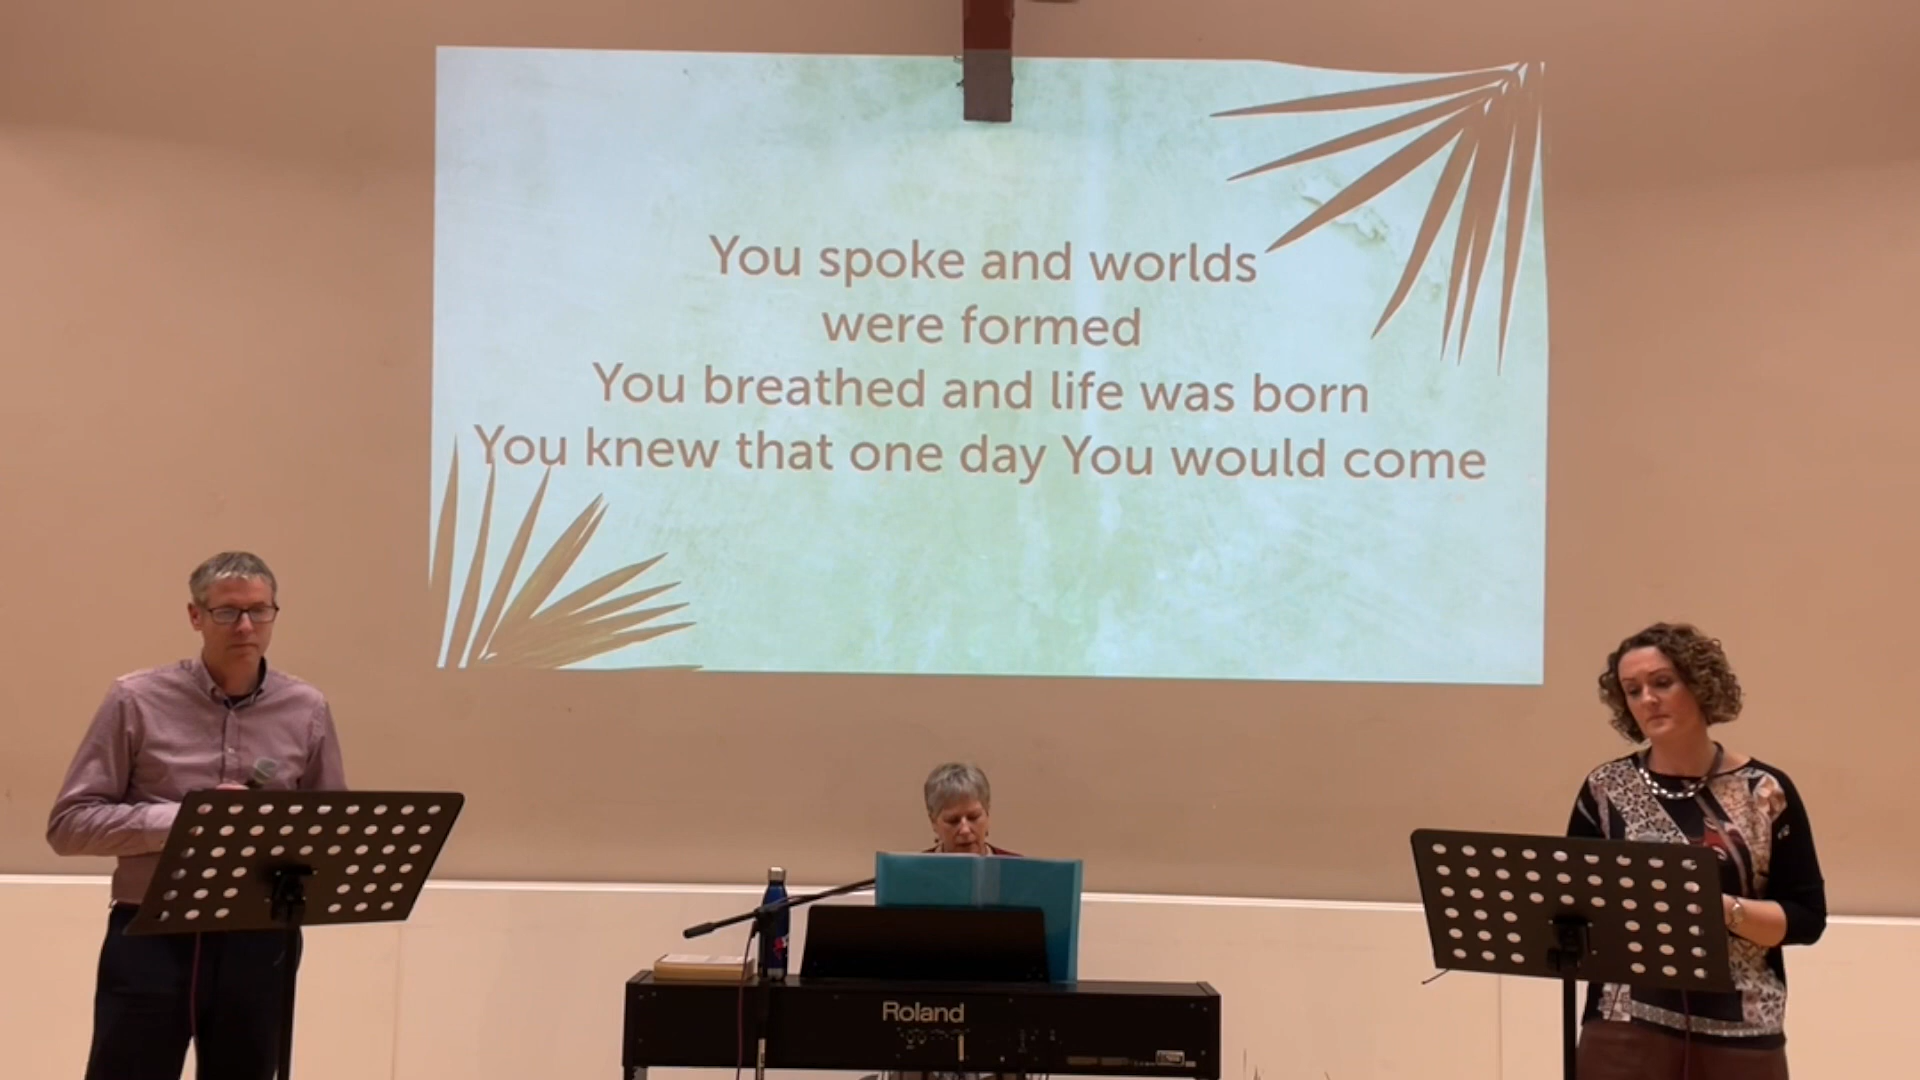 You spoke and worlds
were formed
You breathed and life was born
You knew that one day You would come
Roland